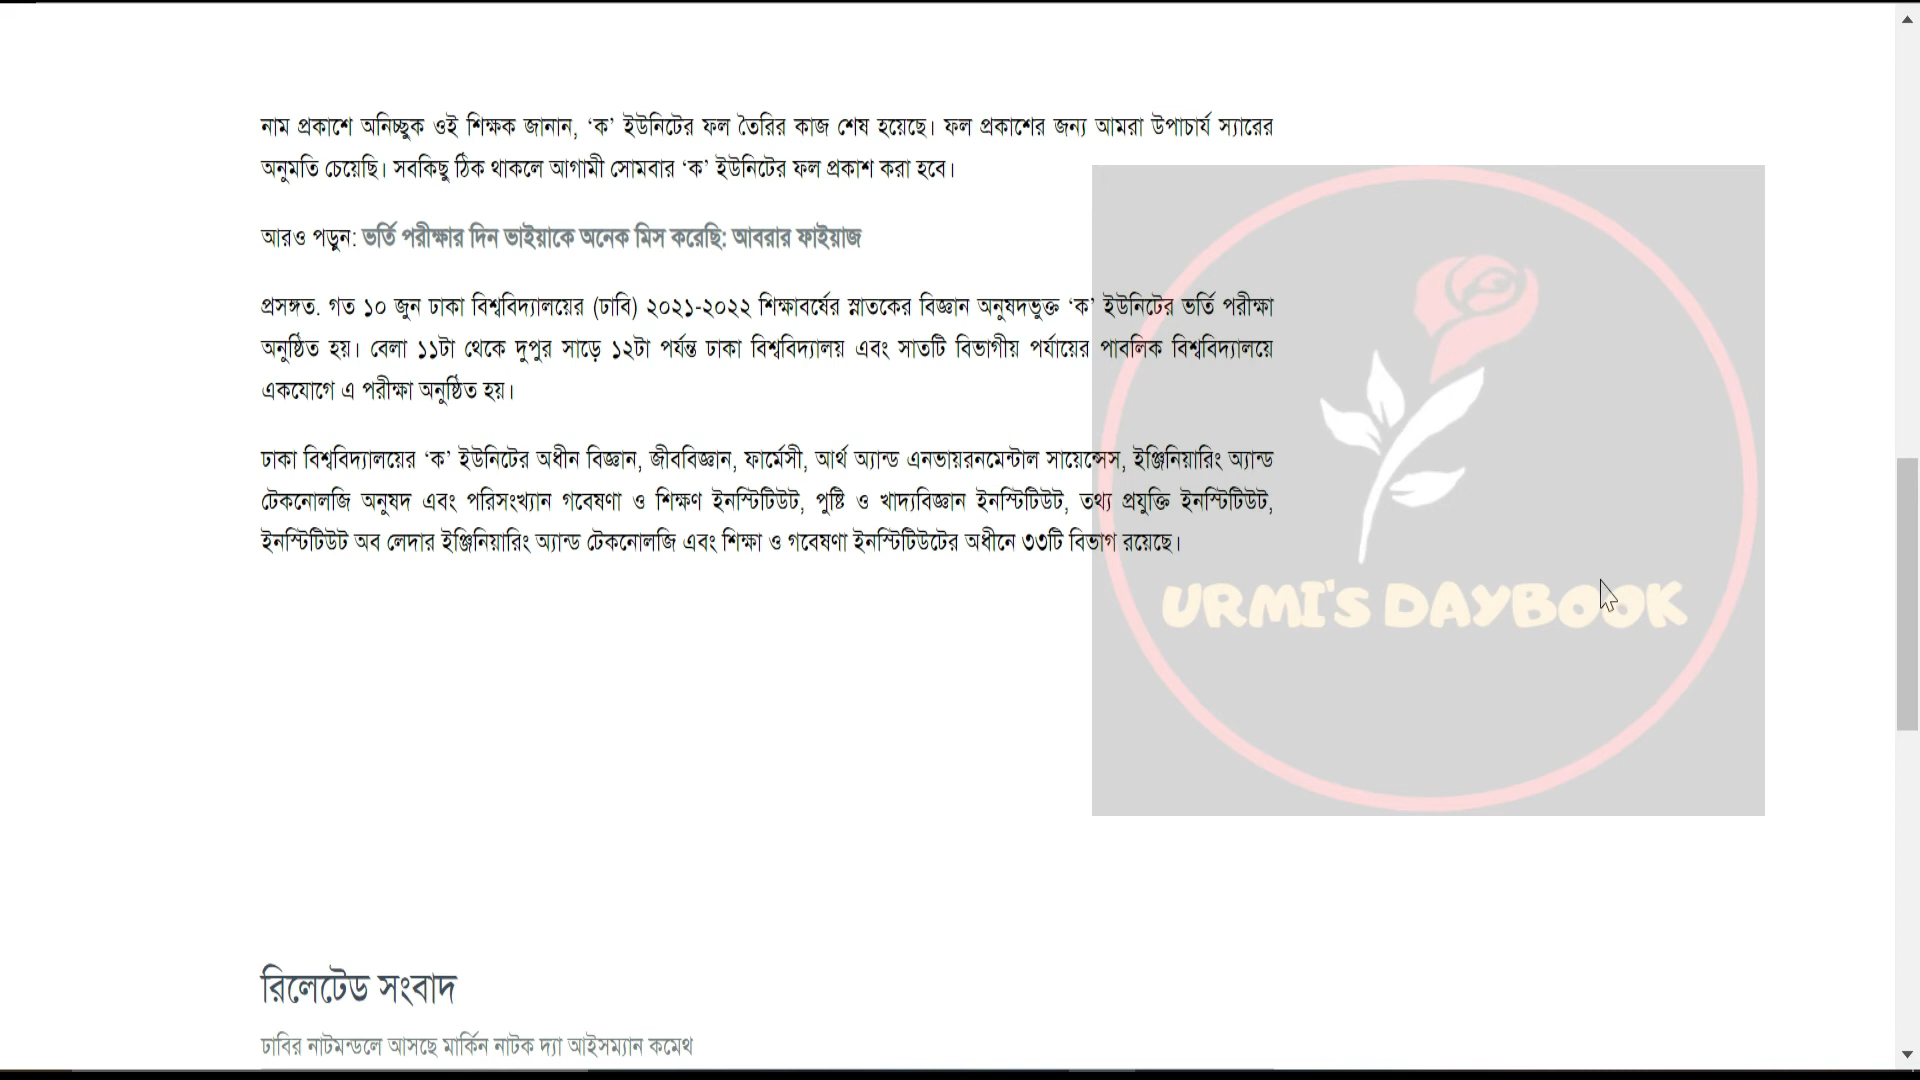 নাম প্রকাশে অনিচ্ছুক ওই শিক্ষক জানান, ‘ক’ ইউনিটের ফল তৈরির কাজ শেষ হয়েছে। ফল প্রকাশের জন্য আমরা উপাচার্য স্যারের
অনুমতি চেয়েছি। সবকিছু ঠিক থাকলে আগামী সোমবার ‘ক’ ইউনিটের ফল প্রকাশ করা হবে।
আরও পড়ুন: ভর্তি পরীক্ষার দিন ভাইয়াকে অনেক মিস করেছি: আবরার ফাইয়াজ
প্রসঙ্গত. গত ১০ জুন ঢাকা বিশ্ববিদ্যালয়ের (ঢাবি) ২০২১-২০২২ শিক্ষাবর্ষের স্নাতকের বিজ্ঞান অনুষদভুক্ত ‘ক’ ইউনিটের ভর্তি পরীক্ষা
অনুষ্ঠিত হয়। বেলা ১১টা থেকে দুপুর সাড়ে ১২টা পর্যন্ত ঢাকা বিশ্ববিদ্যালয় এবং সাতটি বিভাগীয় পর্যায়ের পাবলিক বিশ্ববিদ্যালয়ে
একযোগে এ পরীক্ষা অনুষ্ঠিত হয়।
ঢাকা বিশ্ববিদ্যালয়ের ‘ক’ ইউনিটের অধীন বিজ্ঞান, জীববিজ্ঞান, ফার্মেসী, আর্থ অ্যান্ড এনভায়রনমেন্টাল সায়েন্সেস, ইঞ্জিনিয়ারিং অ্যান্ড
টেকনোলজি অনুষদ এবং পরিসংখ্যান গবেষণা ও শিক্ষণ ইনস্টিটিউট, পুষ্টি ও খাদ্যবিজ্ঞান ইনস্টিটিউট, তথ্য প্রযুক্তি ইনস্টিটিউট,
ইনস্টিটিউট অব লেদার ইঞ্জিনিয়ারিং অ্যান্ড টেকনোলজি এবং শিক্ষা ও গবেষণা ইনস্টিটিউটের অধীনে ৩৩টি বিভাগ রয়েছে।
URMI'S DAYBOOK
রিলেটেড সংবাদ
ঢাবির নাটমন্ডলে আসছে মার্কিন নাটক দ্যা আইসম্যান কমেথ